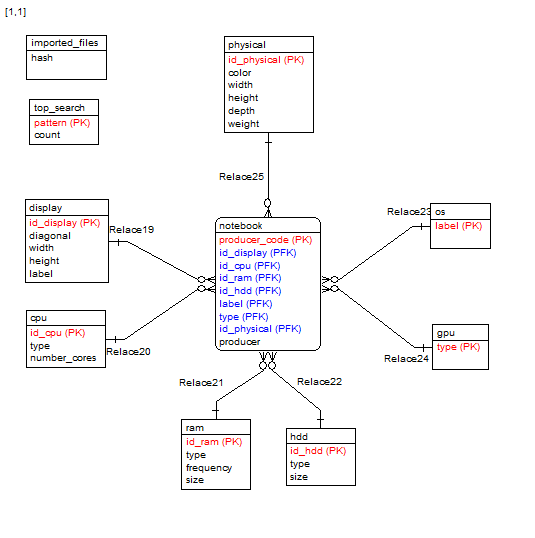 [1,1]
imported_files
hash
top_search
pattern (PK)
count
physical
id_physical (PK)
color
width
height
depth
weight
Relace25
display
id_display (PK)
diagonal
width
height
label
Relace19
notebook
producer_code (PK)
id_display (PFK)
id_cpu (PFK)
id_ram (PFK)
id_hdd (PFK)
label (PFK)
type (PFK)
id_physical (PFK)
producer
Relace23
os
label (PK)
cpu
id_cpu (PK)
type
number_cores
Relace20
gpu
type (PK)
Relace24
Relace21
Relace22
ram
id_ram (PK)
type
frequency
size
hdd
id_hdd (PK)
type
size